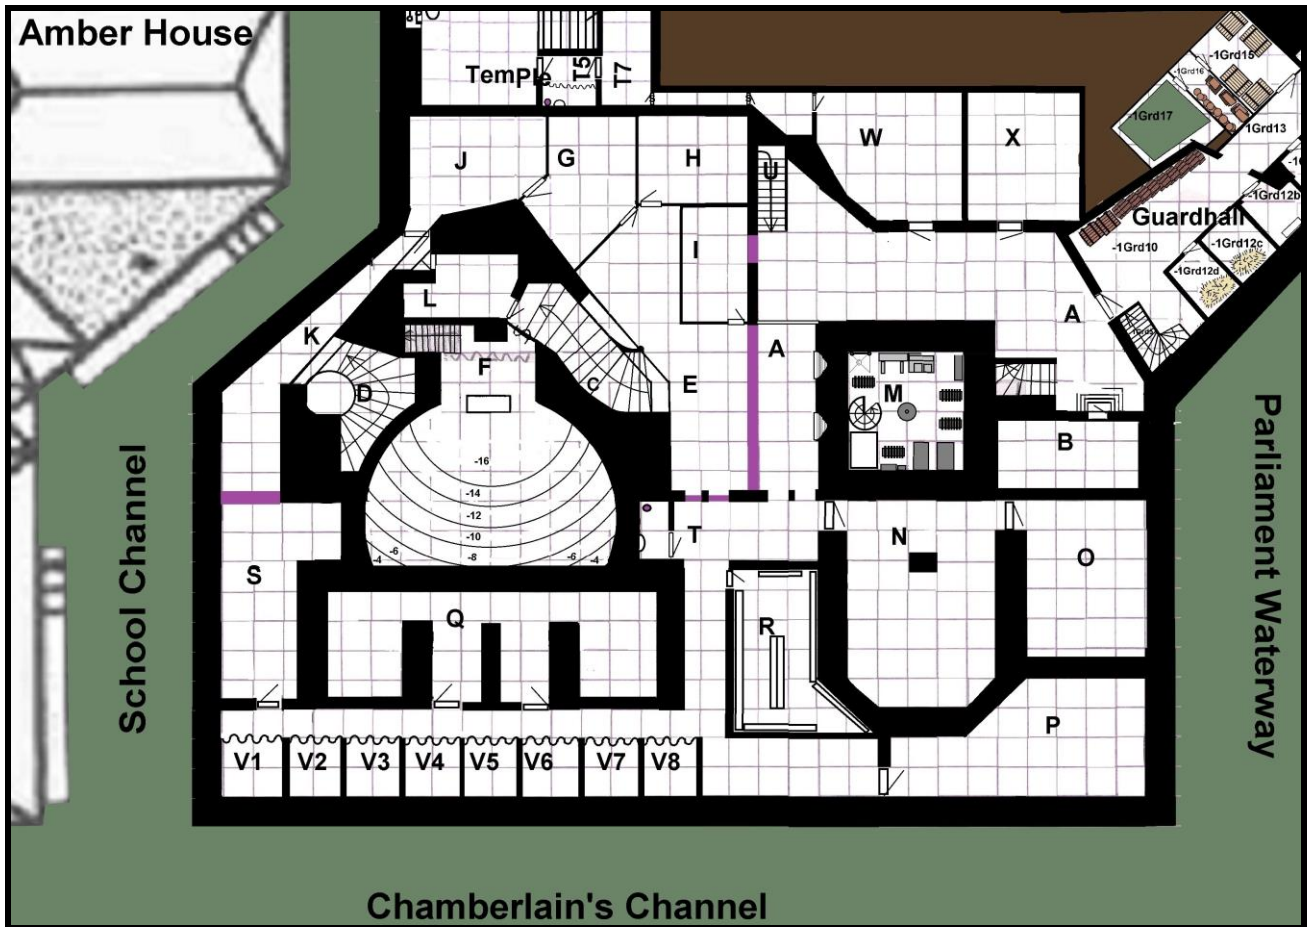 Amber House
Temple
T5
T7
-1Grd15
-1Grd16
-1Grd17
1Grd13
W
X
J
G
H
U
-1Grd12b
Guardhall
-1Grd10
-1Grd12c
-1Grd12d
I
L
K
A
A
F
E
D
C
M
B
-16
-14
-12
-10
-8
-6
-4
-6
-4
T
N
O
S
Q
R
P
V1
V2
V3
V4
V5
V6
V7
V8
School Channel
Parliament Waterway
Chamberlain's Channel